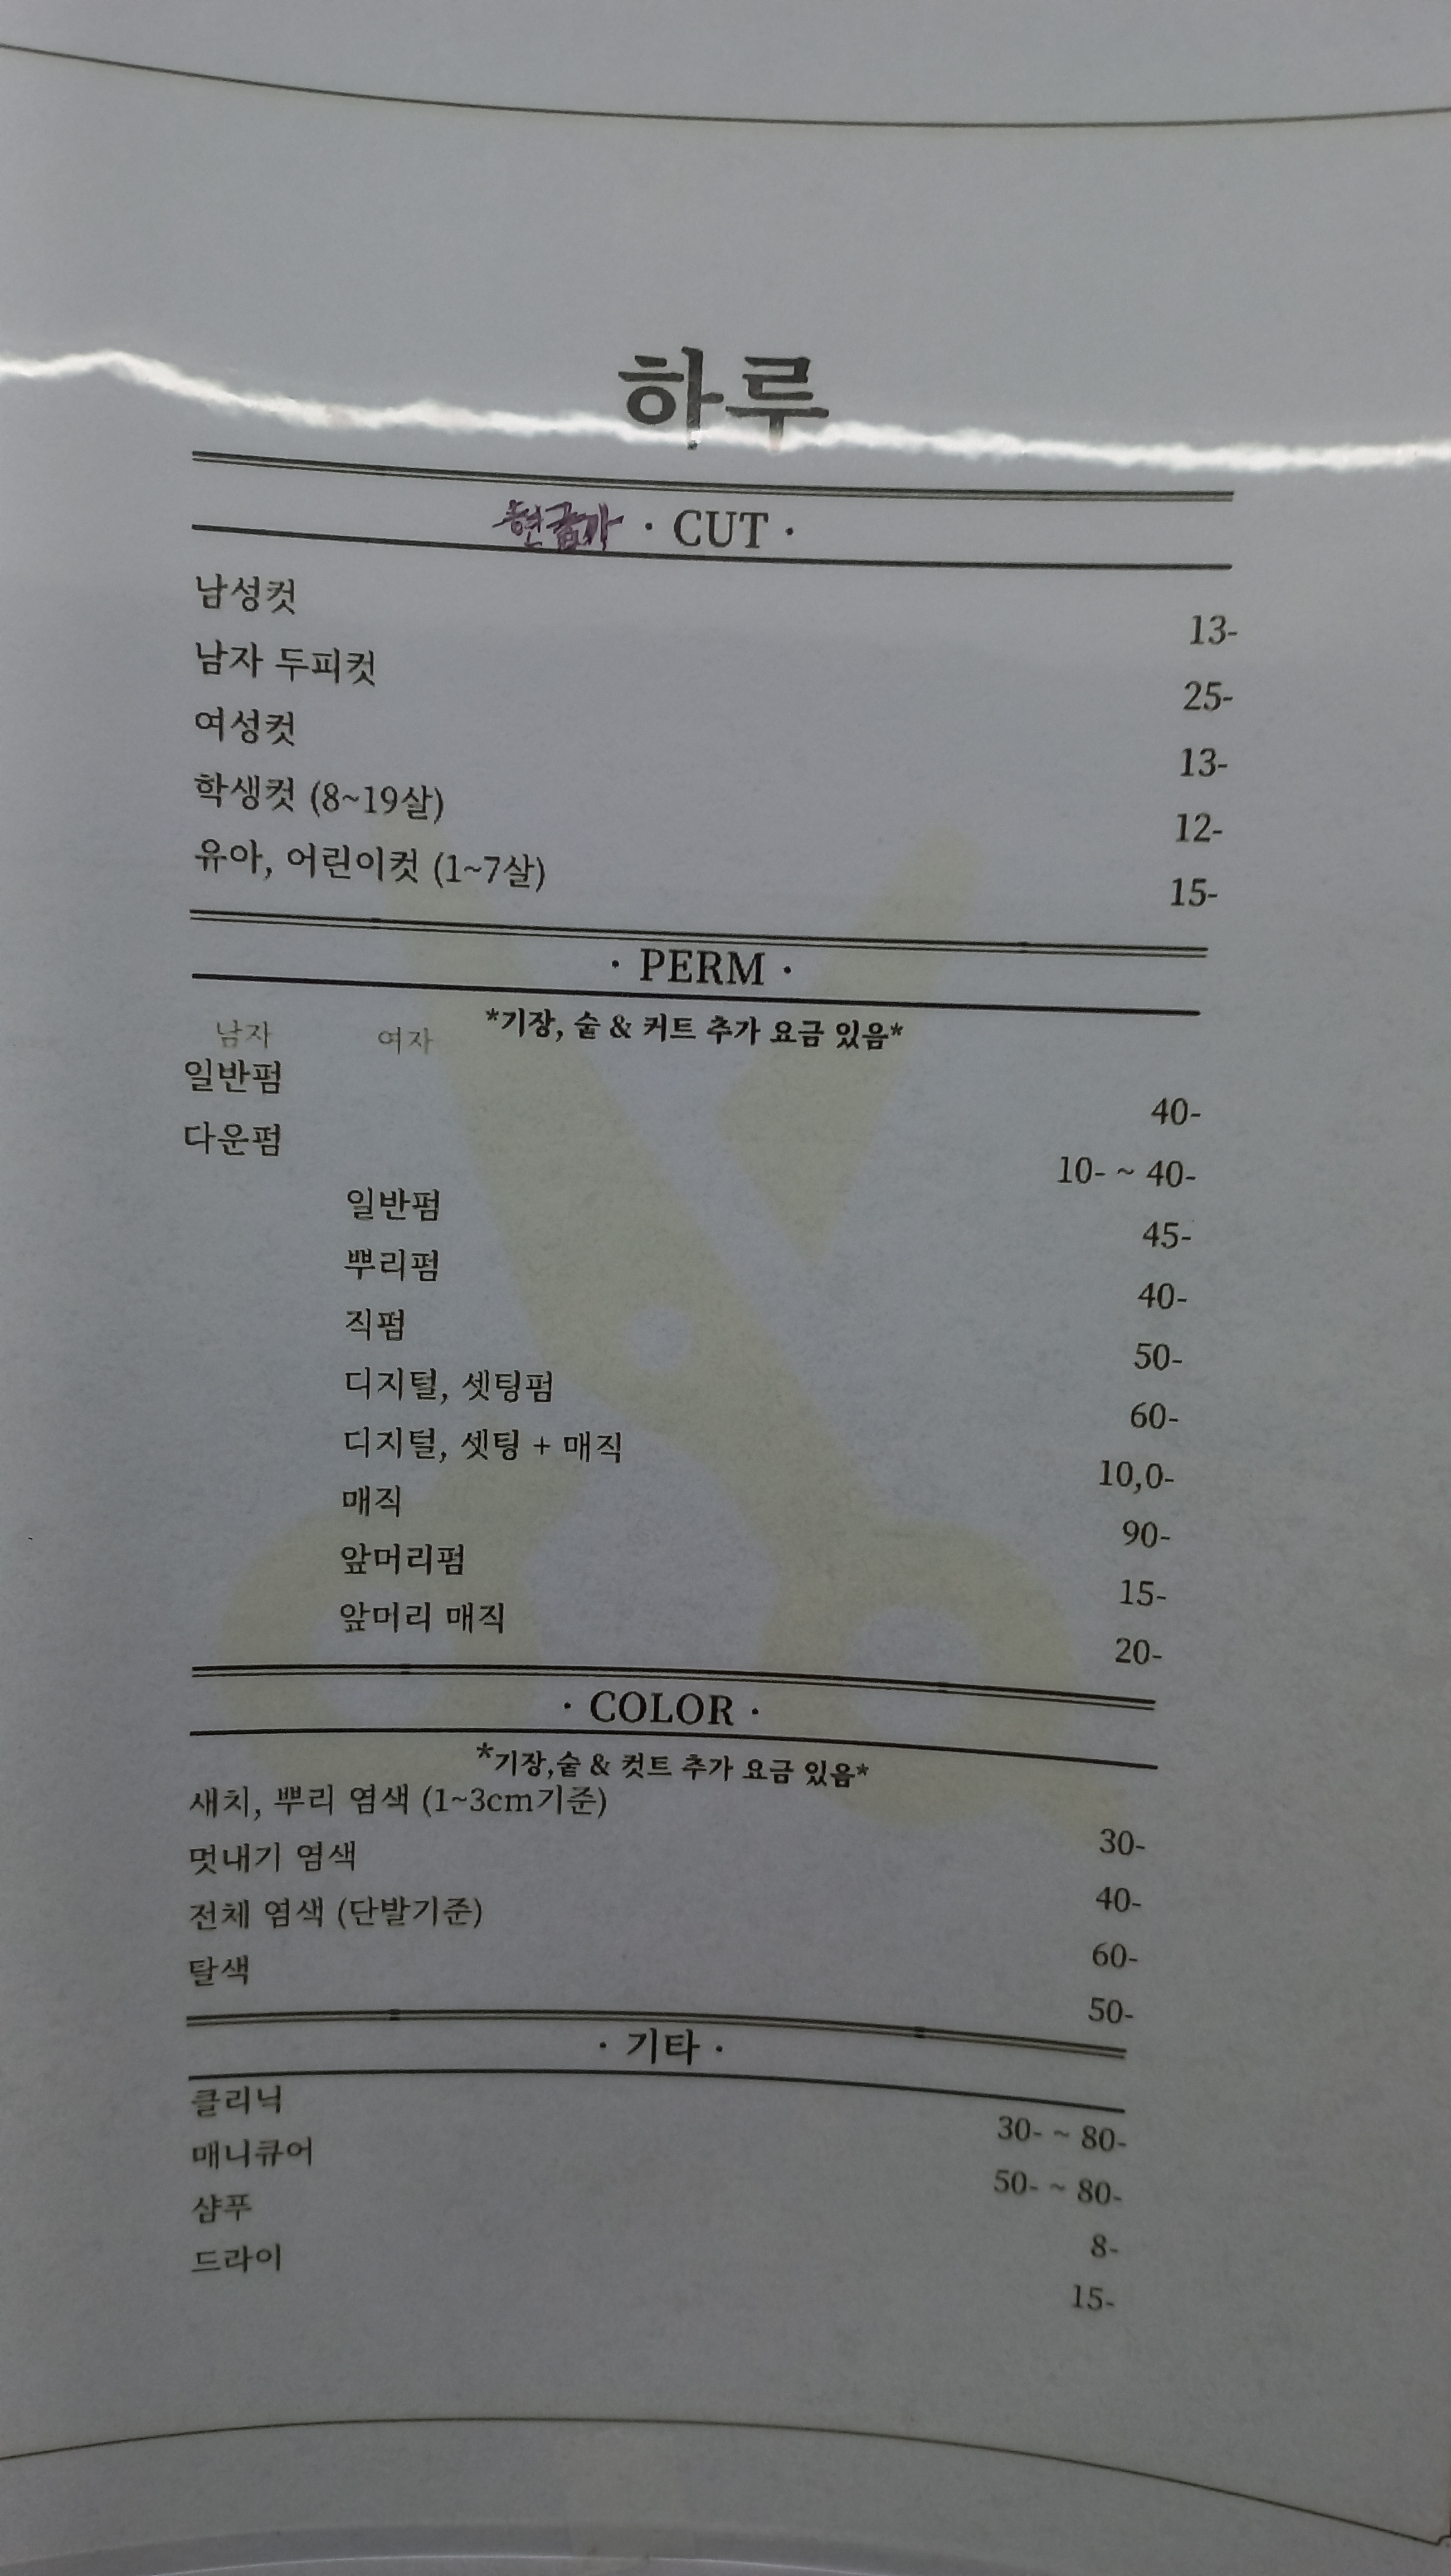 하루
현금가 · CUT ·
남성컷 13-
남자 두피컷 25-
여성컷 13-
학생컷 (8~19살) 12-
유아, 어린이컷 (1~7살) 15-
· PERM ·
*기장, 숱 & 커트 추가 요금 있음*
남자 여자
일반펌 40-
다운펌 10- ~ 40-
일반펌 45-
뿌리펌 40-
직펌 50-
디지털, 셋팅펌 60-
디지털, 셋팅 + 매직 10,0-
매직 90-
앞머리펌 15-
앞머리 매직 20-
· COLOR ·
*기장,숱 & 컷트 추가 요금 있음*
새치, 뿌리 염색 (1~3cm기준) 30-
멋내기 염색 40-
전체 염색 (단발기준) 60-
탈색 50-
· 기타 ·
클리닉 30- ~ 80-
매니큐어 50- ~ 80-
샴푸 8-
드라이 15-